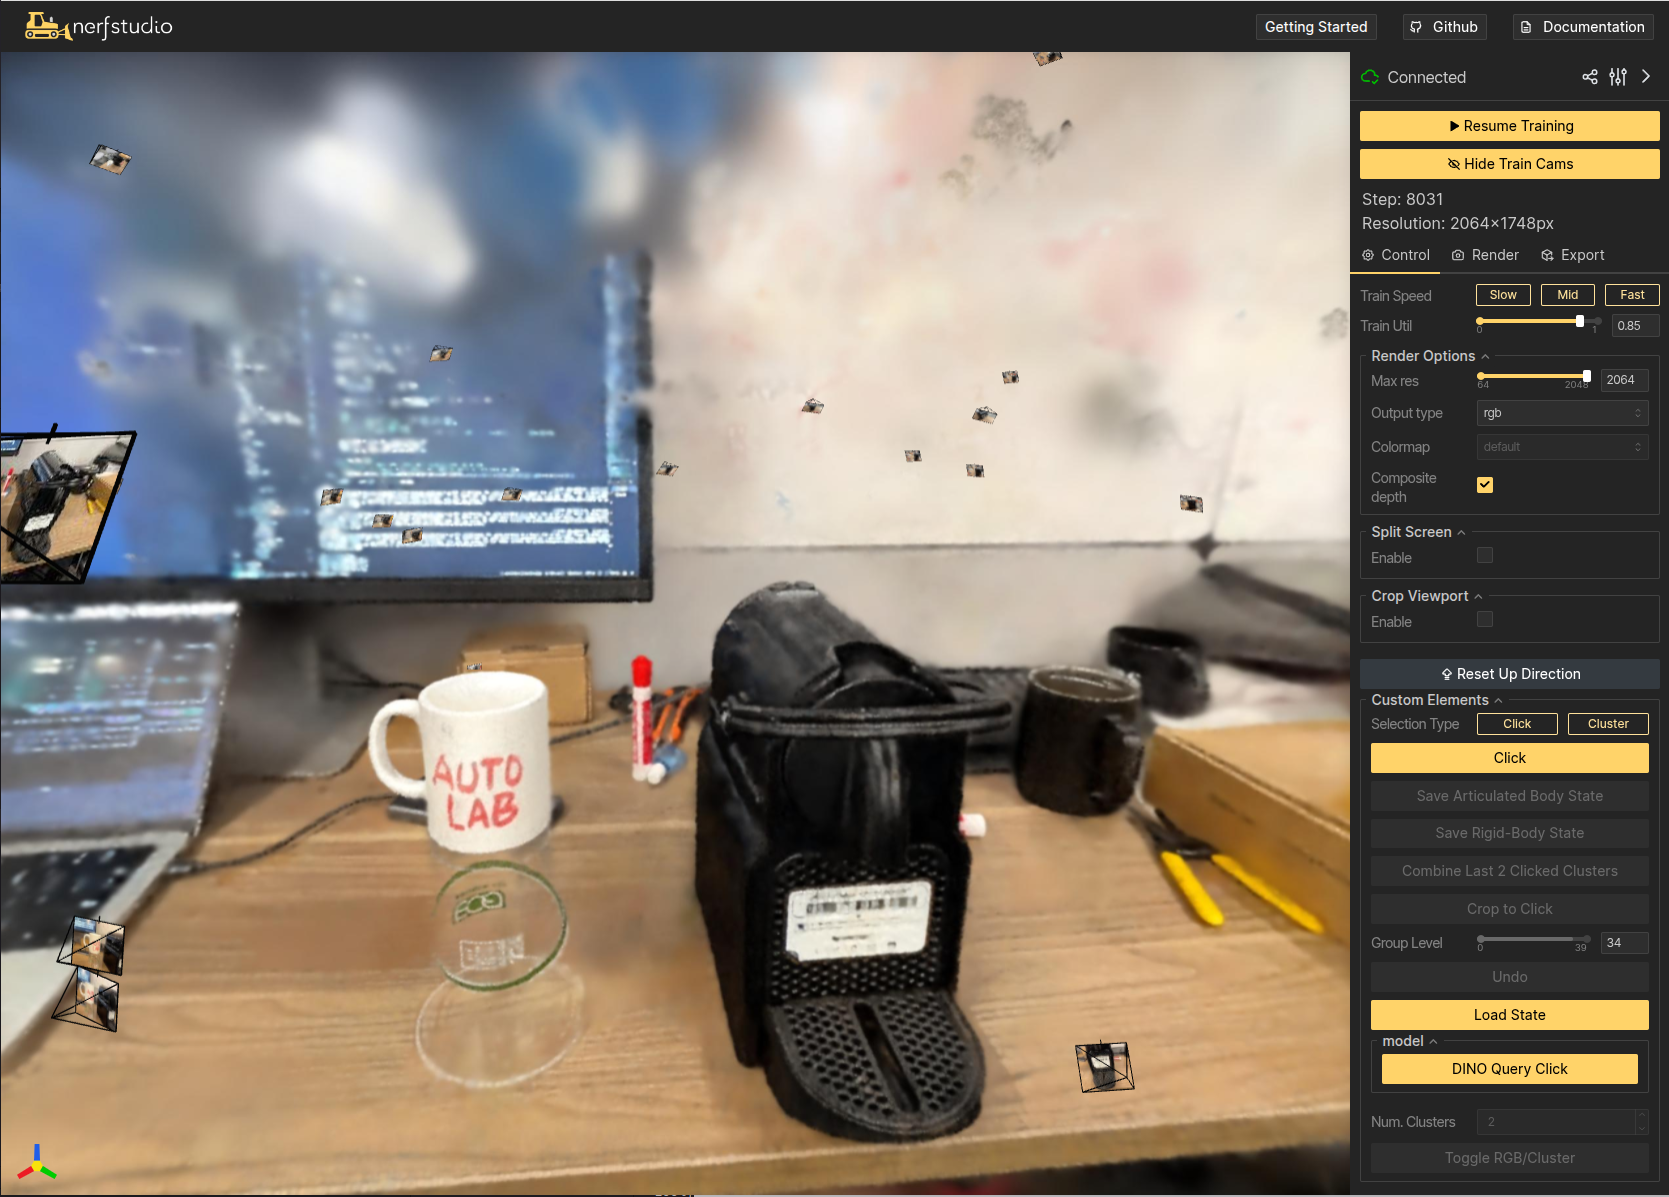 nerfstudio
Getting Started
Github
Documentation
Connected
Resume Training
Hide Train Cams
Step: 8031
Resolution: 2064×1748px
Control
Render
Export
Train Speed
Slow
Mid
Fast
Train Util
0
1
0.85
Render Options
Max res
64
2048
2064
Output type
rgb
Colormap
default
Composite
depth
Split Screen
Enable
Crop Viewport
Enable
Reset Up Direction
Custom Elements
Selection Type
Click
Cluster
Click
Save Articulated Body State
Save Rigid-Body State
Combine Last 2 Clicked Clusters
Crop to Click
Group Level
0
39
34
Undo
Load State
model
DINO Query Click
Num. Clusters
2
Toggle RGB/Cluster
AUTO
LAB